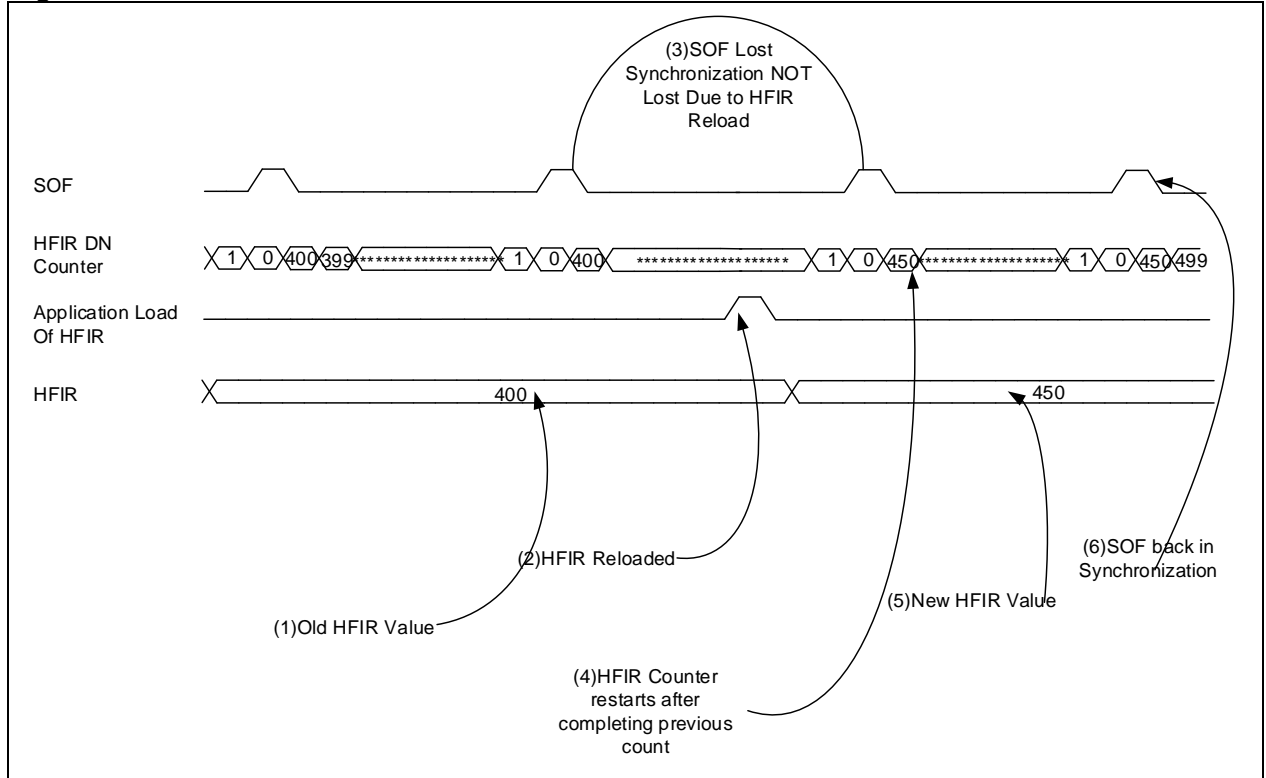 (3)SOF Lost
Synchronization NOT
Lost Due to HFIR
Reload
SOF
HFIR DN
Counter
1 0 400 399 ******************* 1 0 400 ******************* 1 0 450 ******************* 1 0 450 499
Application Load
Of HFIR
HFIR
400
450
(2)HFIR Reloaded
(6)SOF back in
Synchronization
(5)New HFIR Value
(1)Old HFIR Value
(4)HFIR Counter
restarts after
completing previous
count